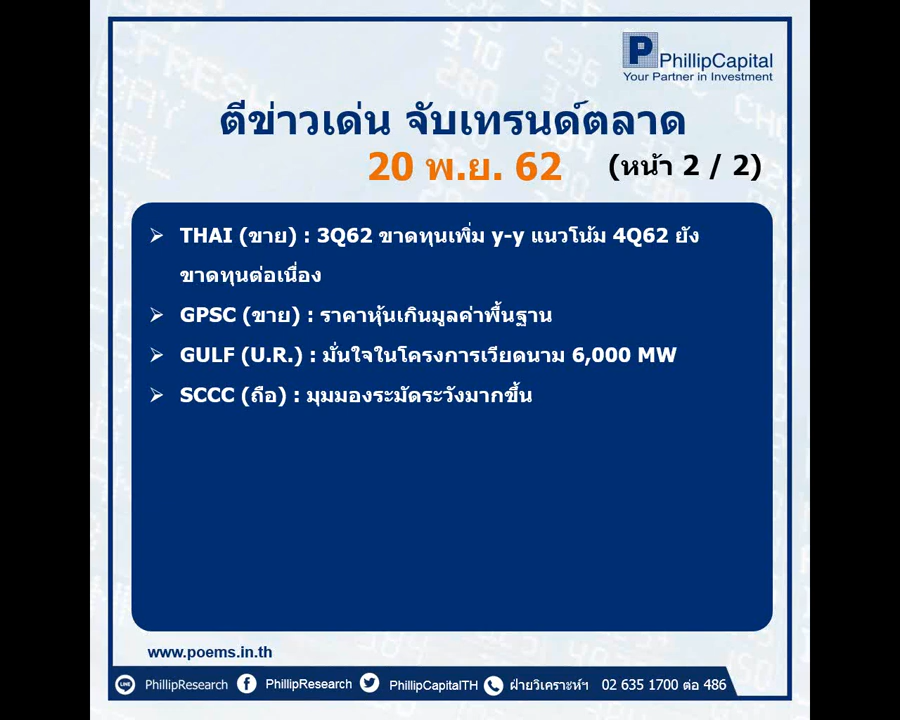 PhillipCapital
Your Partner in Investment
ตีข่าวเด่น จับเทรนด์ตลาด
20 พ.ย. 62 (หน้า 2 / 2)
➢ THAI (ขาย) : 3Q62 ขาดทุนเพิ่ม y-y แนวโน้ม 4Q62 ยัง
ขาดทุนต่อเนื่อง
➢ GPSC (ขาย) : ราคาหุ้นเกินมูลค่าพื้นฐาน
➢ GULF (U.R.) : มั่นใจในโครงการเวียดนาม 6,000 MW
➢ SCCC (ถือ) : มุมมองระมัดระวังมากขึ้น
www.poems.in.th
LINE PhillipResearch PhillipResearch PhillipCapitalTH ฝ่ายวิเคราะห์ฯ 02 635 1700 ต่อ 486